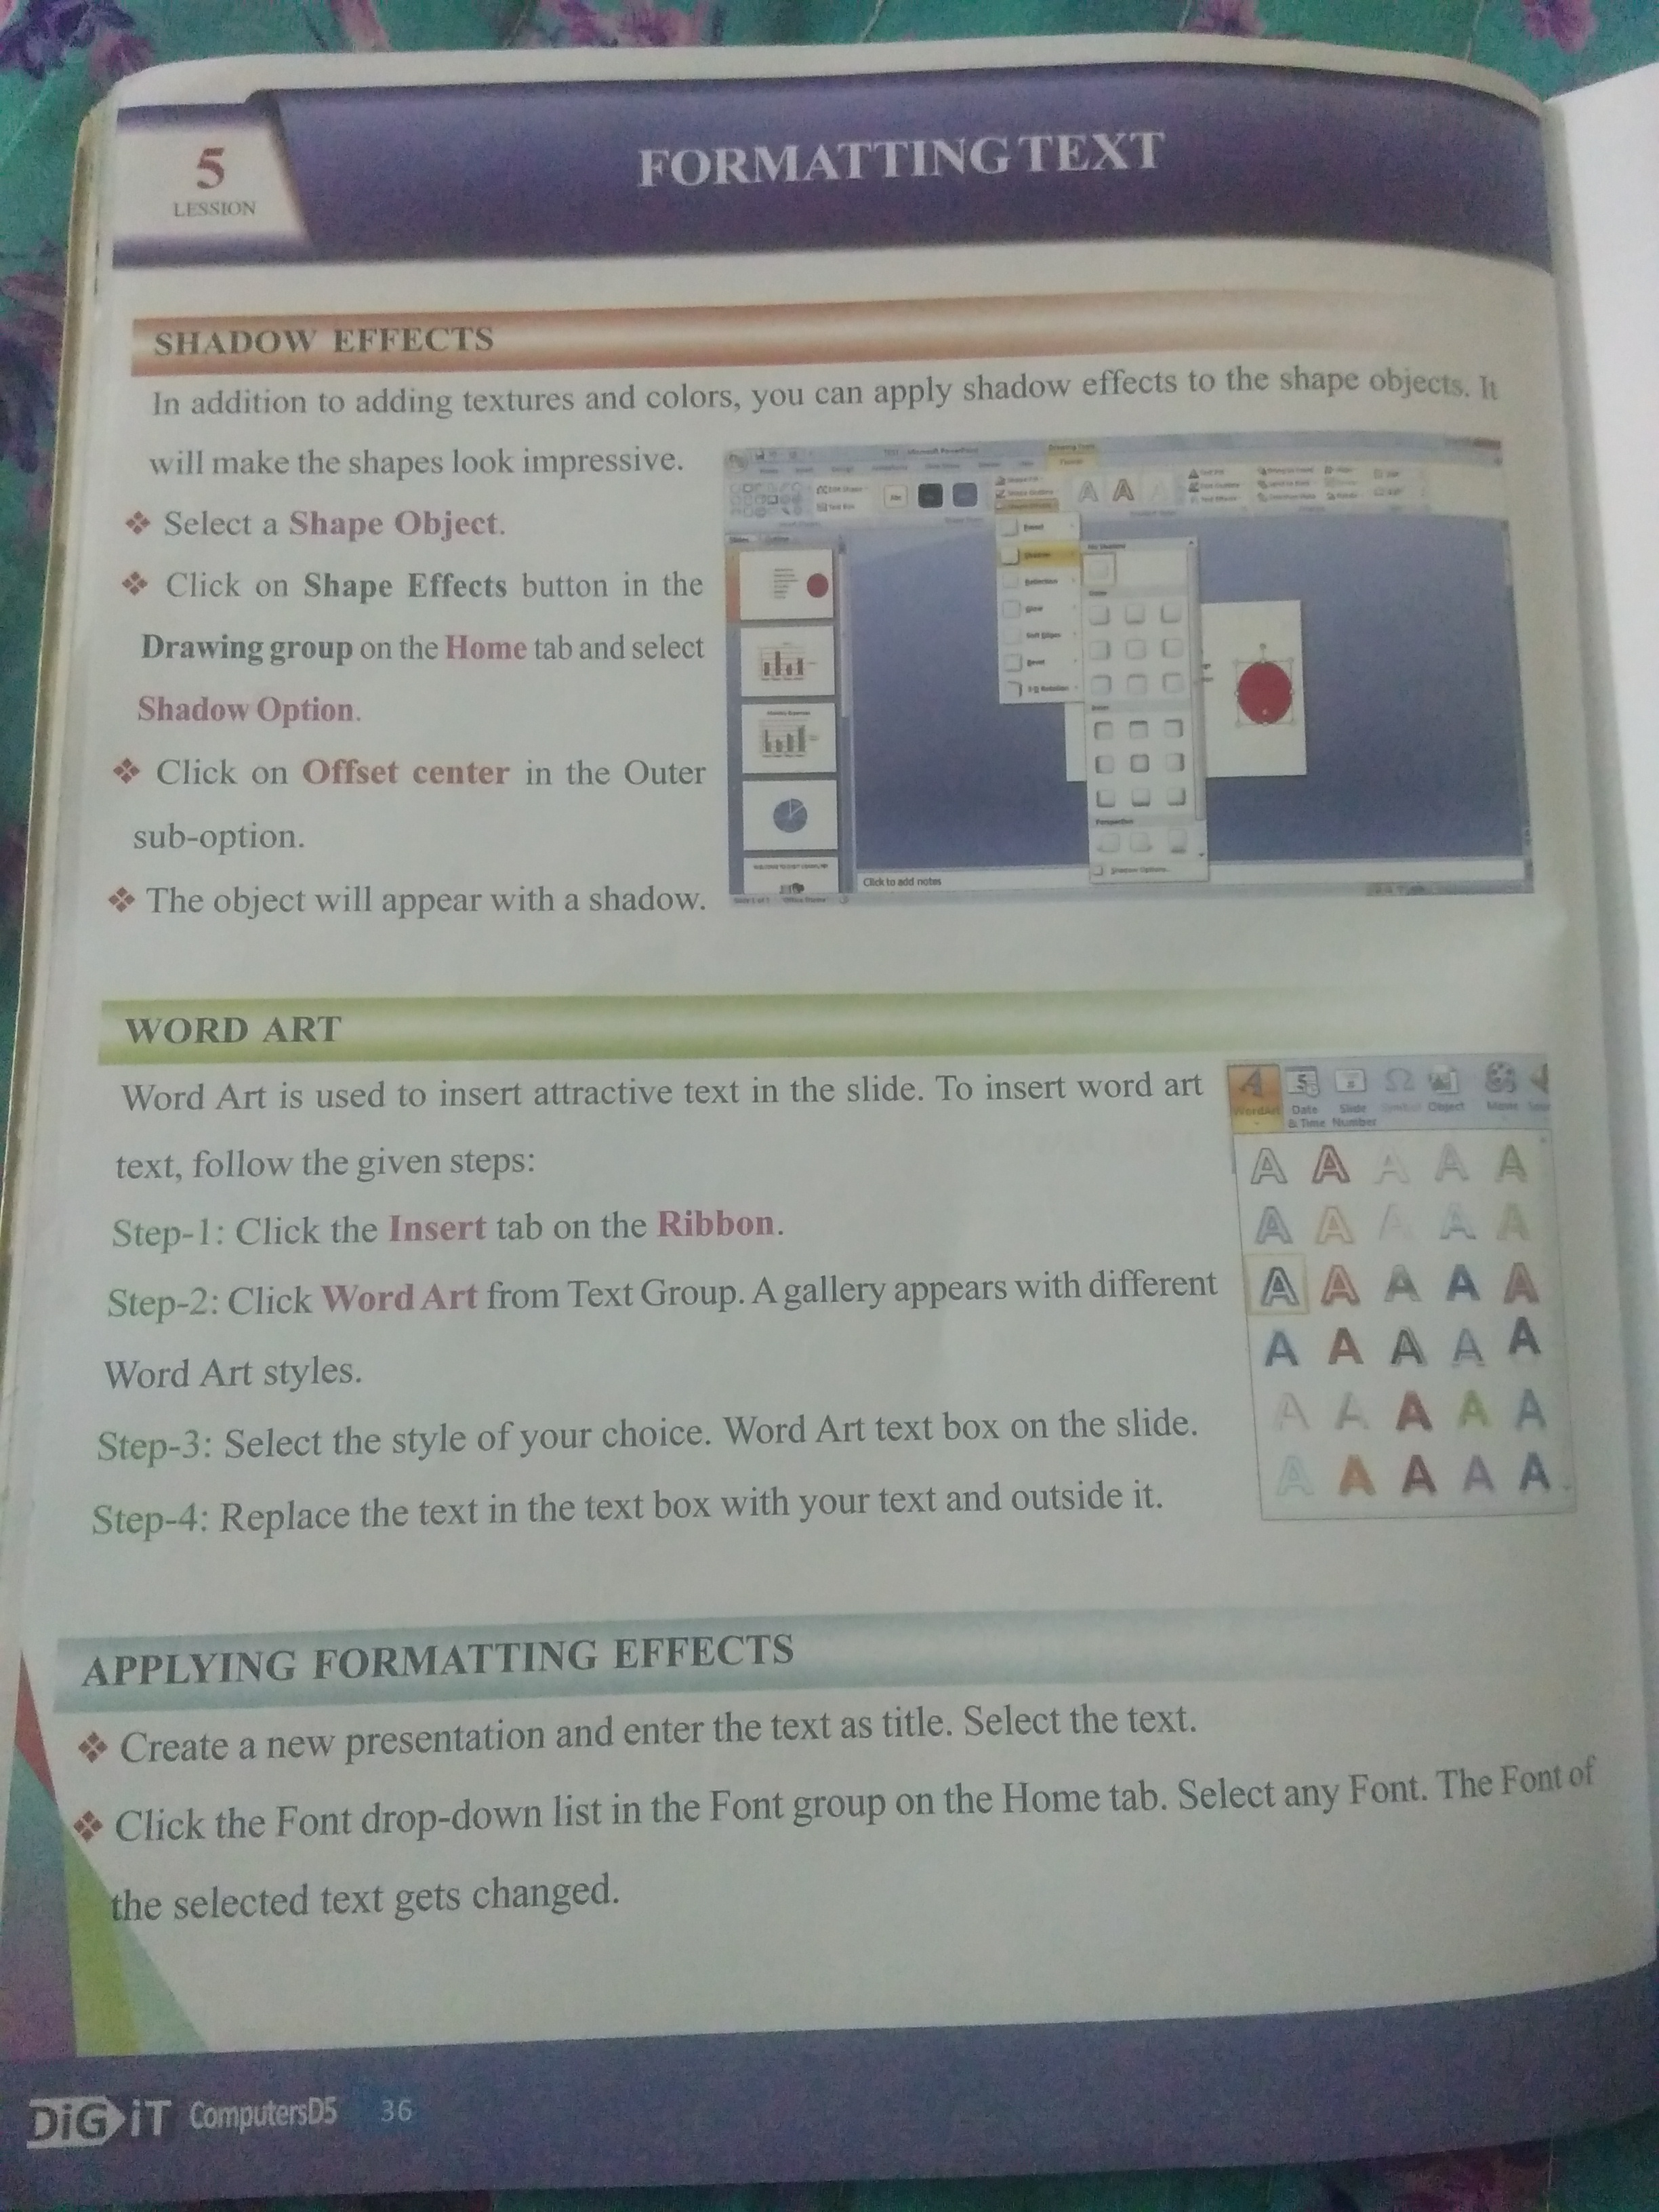 5
LESSION
FORMATTING TEXT
SHADOW EFFECTS
In addition to adding textures and colors, you can apply shadow effects to the shape objects. It
will make the shapes look impressive.
❖ Select a Shape Object.
❖ Click on Shape Effects button in the
Drawing group on the Home tab and select
Shadow Option.
❖ Click on Offset center in the Outer
sub-option.
❖ The object will appear with a shadow.
Click to add notes
WORD ART
Word Art is used to insert attractive text in the slide. To insert word art
text, follow the given steps:
Step-1: Click the Insert tab on the Ribbon.
Step-2: Click Word Art from Text Group. A gallery appears with different
Word Art styles.
Step-3: Select the style of your choice. Word Art text box on the slide.
Step-4: Replace the text in the text box with your text and outside it.
WordArt Date Slide Symbol Object Movie
& Time Number
A A A A A
A A A A A
A A A A A
A A A A A
A A A A A
A A A A A
APPLYING FORMATTING EFFECTS
❖ Create a new presentation and enter the text as title. Select the text.
❖ Click the Font drop-down list in the Font group on the Home tab. Select any Font. The Font of
the selected text gets changed.
DiGiT ComputersD5 36